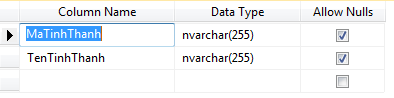 Column Name Data Type Allow Nulls
MaTinhThanh nvarchar(255)
TenTinhThanh nvarchar(255)